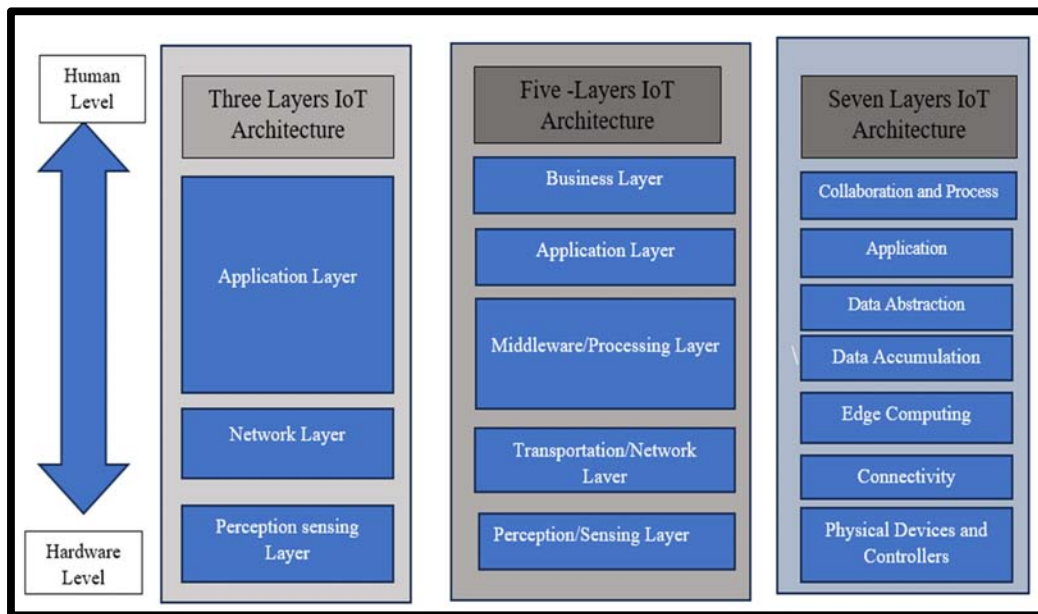 Human
Level
Hardware
Level
Three Layers IoT
Architecture
Application Layer
Network Layer
Perception sensing
Layer
Five -Layers IoT
Architecture
Business Layer
Application Layer
Middleware/Processing Layer
Transportation/Network
Laver
Perception/Sensing Layer
Seven Layers IoT
Architecture
Collaboration and Process
Application
Data Abstraction
\
Data Accumulation
Edge Computing
Connectivity
Physical Devices and
Controllers